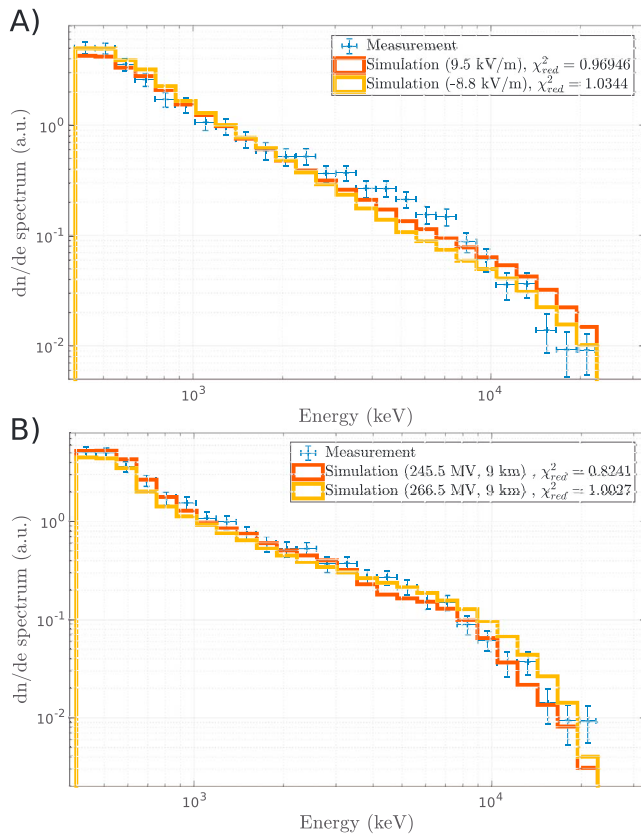 A)
Measurement
Simulation (9.5 kV/m), χ²red = 0.96946
Simulation (-8.8 kV/m), χ²red = 1.0344
dn/de spectrum (a.u.)
10⁰
10⁻¹
10⁻²
10³
10⁴
Energy (keV)
B)
Measurement
Simulation (245.5 MV, 9 km) , χ²red = 0.8241
Simulation (266.5 MV, 9 km) , χ²red = 1.0027
dn/de spectrum (a.u.)
10⁰
10⁻¹
10⁻²
10³
10⁴
Energy (keV)